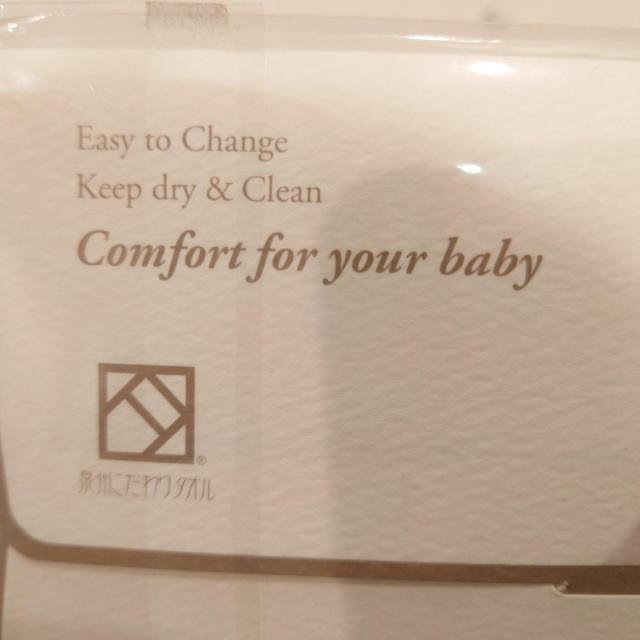 Easy to Change
Keep dry & Clean
Comfort for your baby
®
泉州こだわりタオル